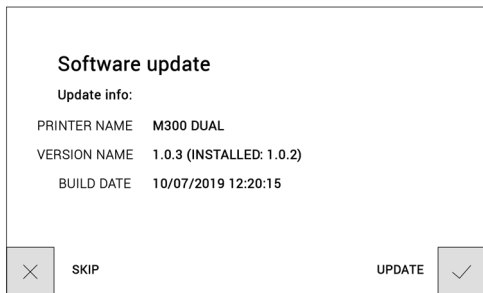 Software update
Update info:
PRINTER NAME M300 DUAL
VERSION NAME 1.0.3 (INSTALLED: 1.0.2)
BUILD DATE 10/07/2019 12:20:15
SKIP UPDATE